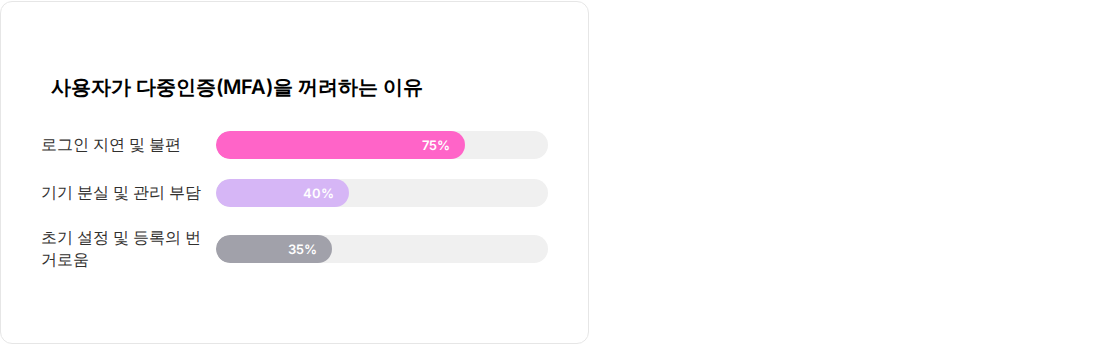 사용자가 다중인증(MFA)을 꺼려하는 이유
로그인 지연 및 불편
75%
기기 분실 및 관리 부담
40%
초기 설정 및 등록의 번
거로움
35%